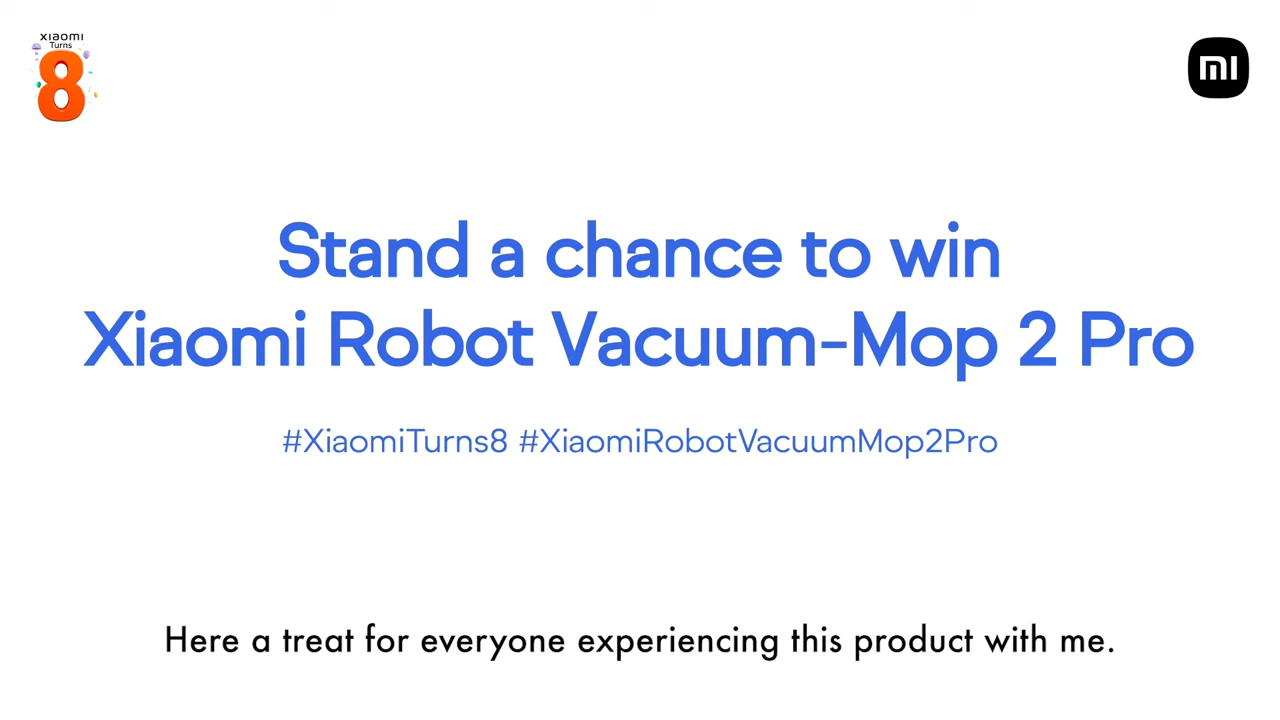 xiaomi
Turns
8
mi
Stand a chance to win
Xiaomi Robot Vacuum-Mop 2 Pro
#XiaomiTurns8 #XiaomiRobotVacuumMop2Pro
Here a treat for everyone experiencing this product with me.